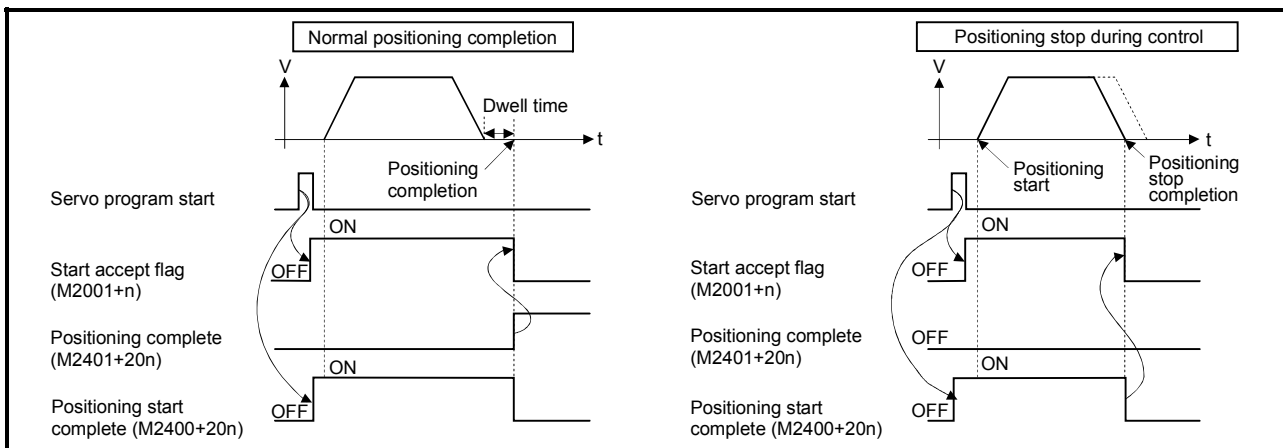 Normal positioning completion
V
Dwell time
t
Positioning
completion
Servo program start
ON
OFF
Start accept flag
(M2001+n)
Positioning complete
(M2401+20n)
ON
OFF
Positioning start
complete (M2400+20n)
Positioning stop during control
V
t
Positioning
start
Positioning
stop
completion
Servo program start
ON
OFF
Start accept flag
(M2001+n)
Positioning complete
(M2401+20n)
OFF
ON
OFF
Positioning start
complete (M2400+20n)